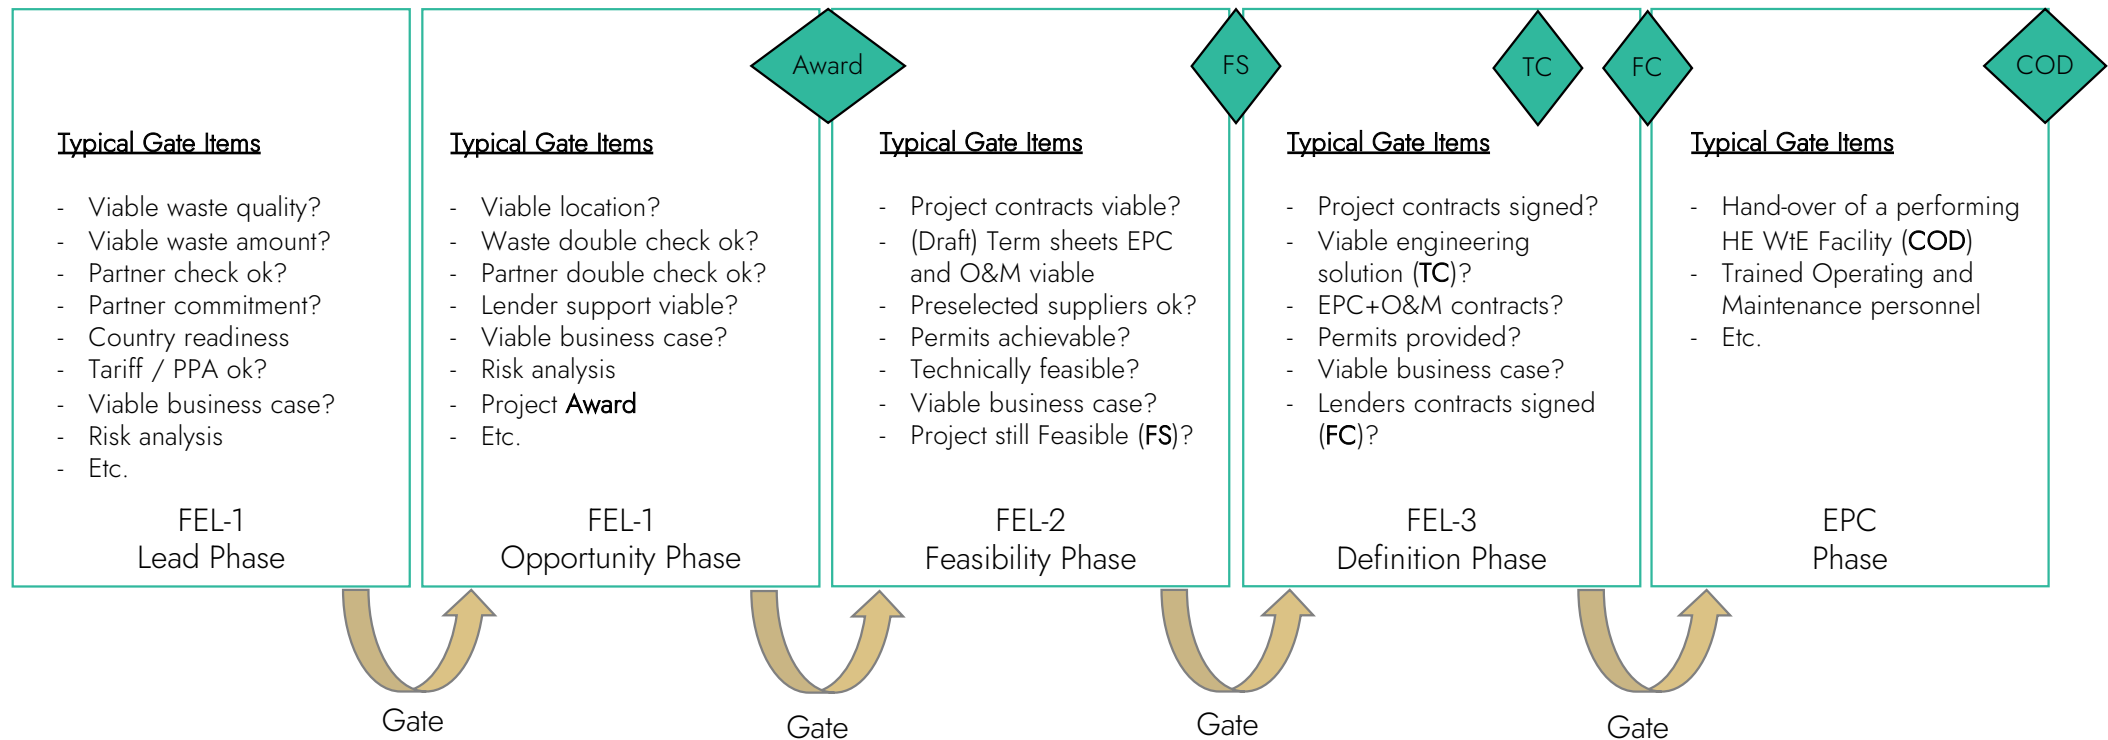 Award
FS
TC
FC
COD
Typical Gate Items
- Viable waste quality?
- Viable waste amount?
- Partner check ok?
- Partner commitment?
- Country readiness
- Tariff / PPA ok?
- Viable business case?
- Risk analysis
- Etc.
FEL-1
Lead Phase
Typical Gate Items
- Viable location?
- Waste double check ok?
- Partner double check ok?
- Lender support viable?
- Viable business case?
- Risk analysis
- Project Award
- Etc.
FEL-1
Opportunity Phase
Typical Gate Items
- Project contracts viable?
- (Draft) Term sheets EPC
and O&M viable
- Preselected suppliers ok?
- Permits achievable?
- Technically feasible?
- Viable business case?
- Project still Feasible (FS)?
FEL-2
Feasibility Phase
Typical Gate Items
- Project contracts signed?
- Viable engineering
solution (TC)?
- EPC+O&M contracts?
- Permits provided?
- Viable business case?
- Lenders contracts signed
(FC)?
FEL-3
Definition Phase
Typical Gate Items
- Hand-over of a performing
HE WtE Facility (COD)
- Trained Operating and
Maintenance personnel
- Etc.
EPC
Phase
Gate
Gate
Gate
Gate